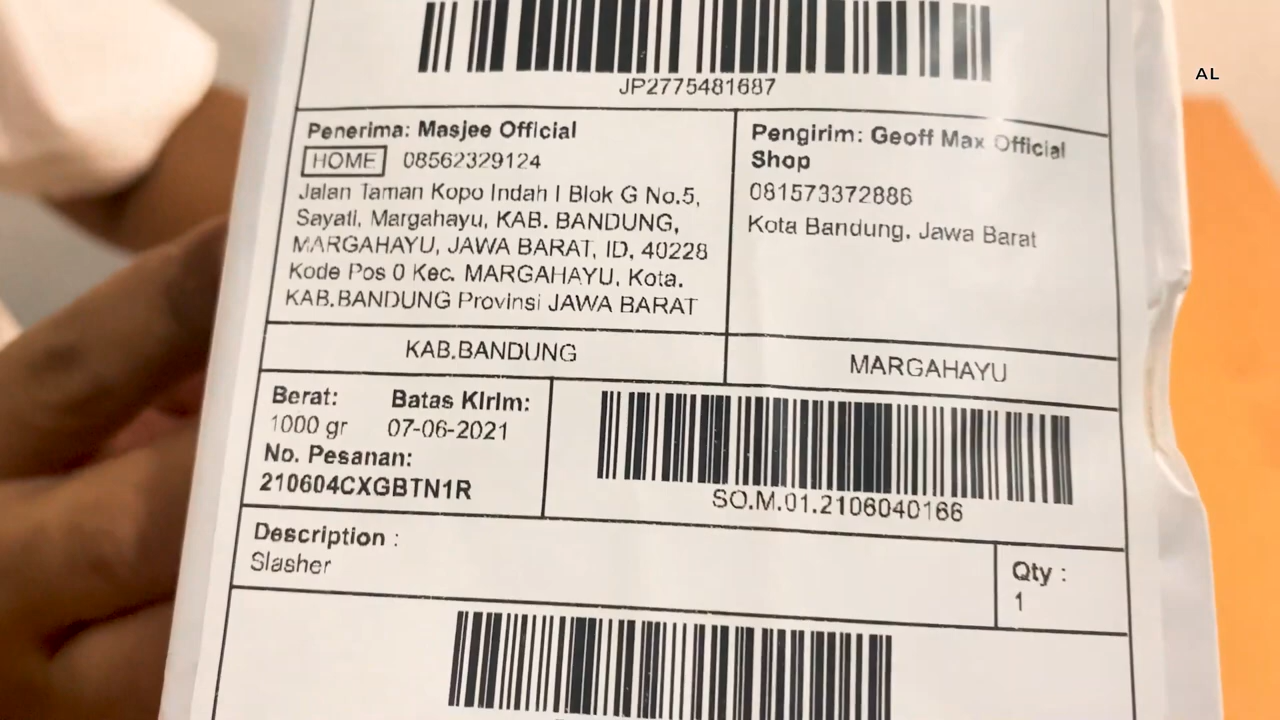 AL
JP2775481687
Penerima: Masjee Official
HOME 08562329124
Jalan Taman Kopo Indah I Blok G No.5,
Sayati, Margahayu, KAB. BANDUNG,
MARGAHAYU, JAWA BARAT, ID, 40228
Kode Pos 0 Kec. MARGAHAYU, Kota.
KAB.BANDUNG Provinsi JAWA BARAT
Pengirim: Geoff Max Official
Shop
081573372886
Kota Bandung, Jawa Barat
KAB.BANDUNG
MARGAHAYU
Berat:
1000 gr
Batas Kirim:
07-06-2021
No. Pesanan:
210604CXGBTN1R
SO.M.01.2106040166
Description :
Slasher
Qty :
1